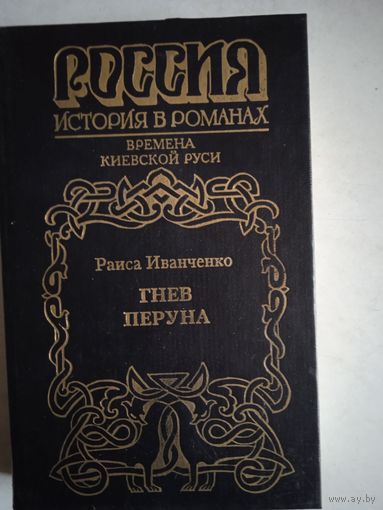 РОССИЯ
ИСТОРИЯ В РОМАНАХ
ВРЕМЕНА
КИЕВСКОЙ РУСИ
Раиса Иванченко
ГНЕВ
ПЕРУНА
www.ay.by